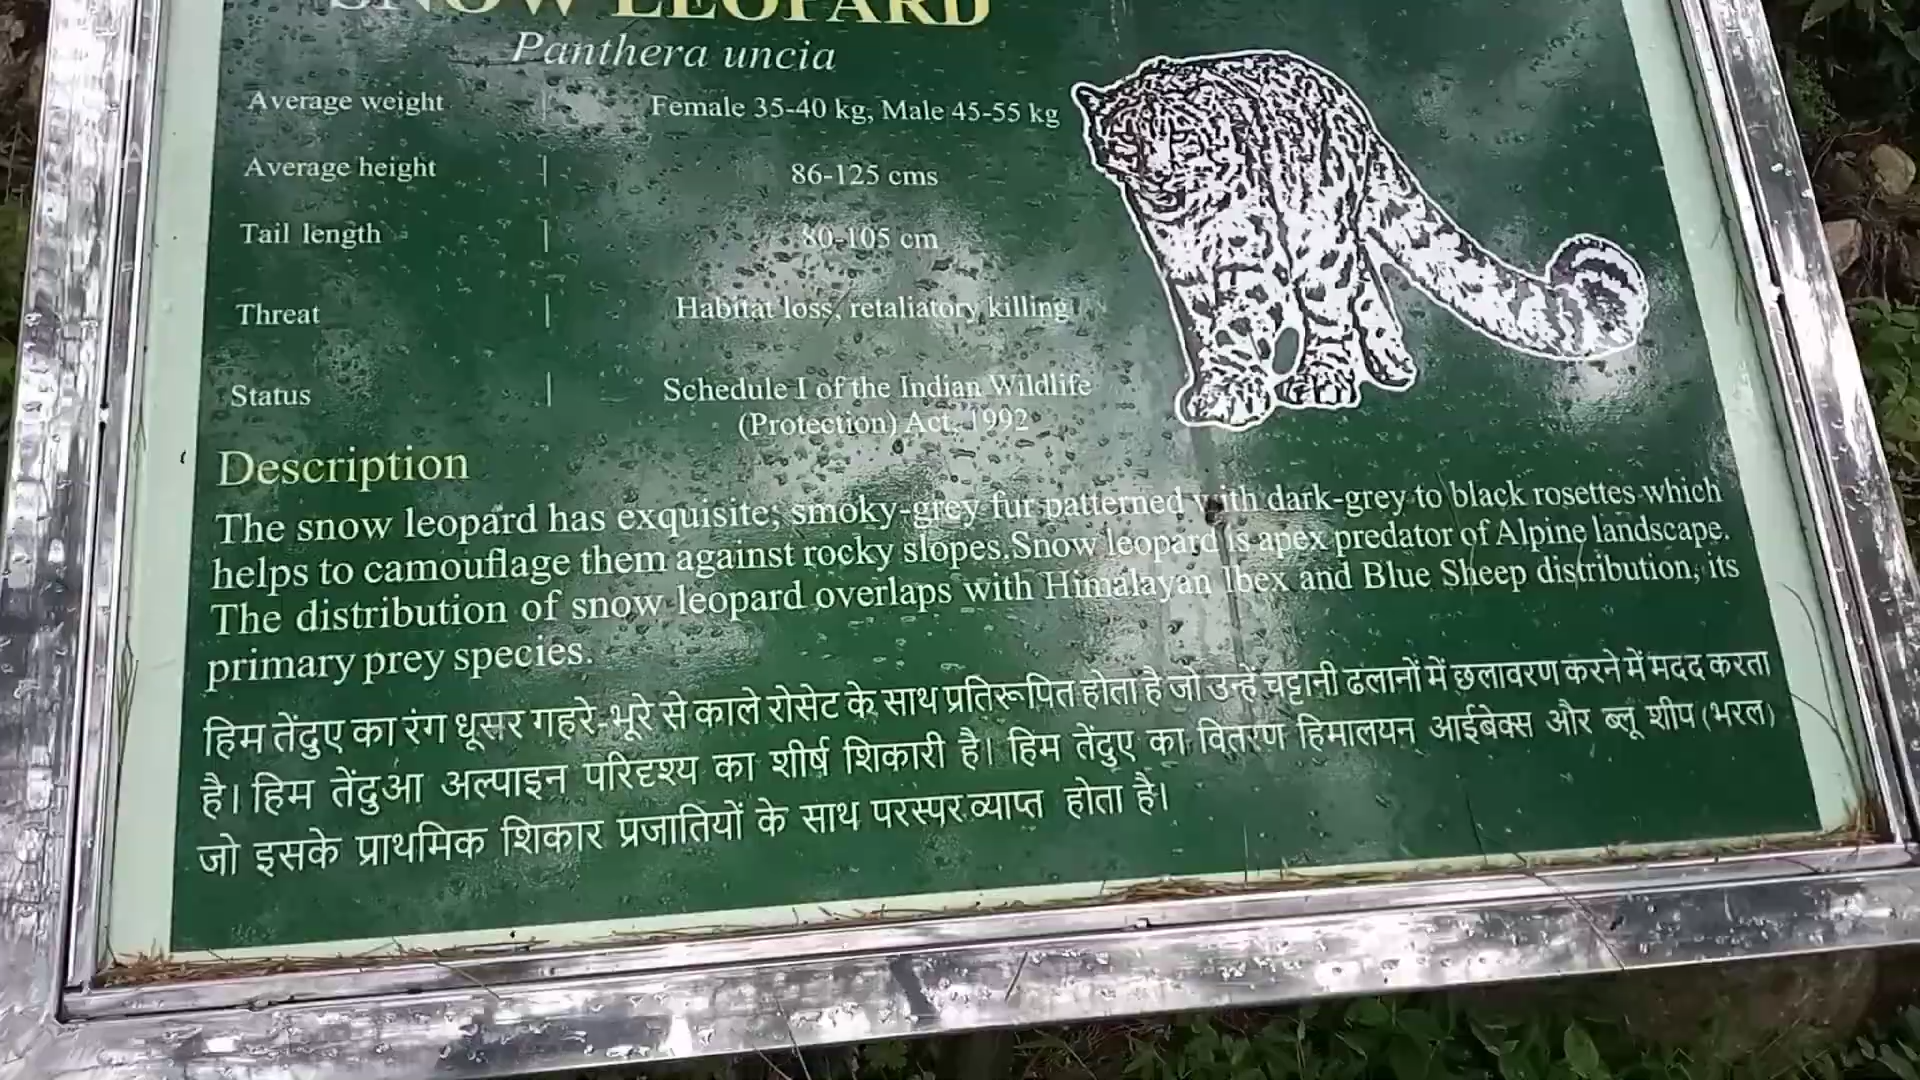 SNOW LEOPARD
Panthera uncia
Average weight | Female 35-40 kg, Male 45-55 kg
Average height | 86-125 cms
Tail length | 80-105 cm
Threat | Habitat loss, retaliatory killing
Status | Schedule I of the Indian Wildlife
(Protection) Act, 1992
Description
The snow leopard has exquisite, smoky-grey fur patterned with dark-grey to black rosettes which
helps to camouflage them against rocky slopes.Snow leopard is apex predator of Alpine landscape.
The distribution of snow leopard overlaps with Himalayan Ibex and Blue Sheep distribution, its
primary prey species.
हिम तेंदुए का रंग धूसर गहरे-भूरे से काले रोसेट के साथ प्रतिरूपित होता है जो उन्हें चट्टानी ढलानों में छलावरण करने में मदद करता
है। हिम तेंदुआ अल्पाइन परिदृश्य का शीर्ष शिकारी है। हिम तेंदुए का वितरण हिमालयन् आईबेक्स और ब्लू शीप (भरल)
जो इसके प्राथमिक शिकार प्रजातियों के साथ परस्पर व्याप्त होता है।